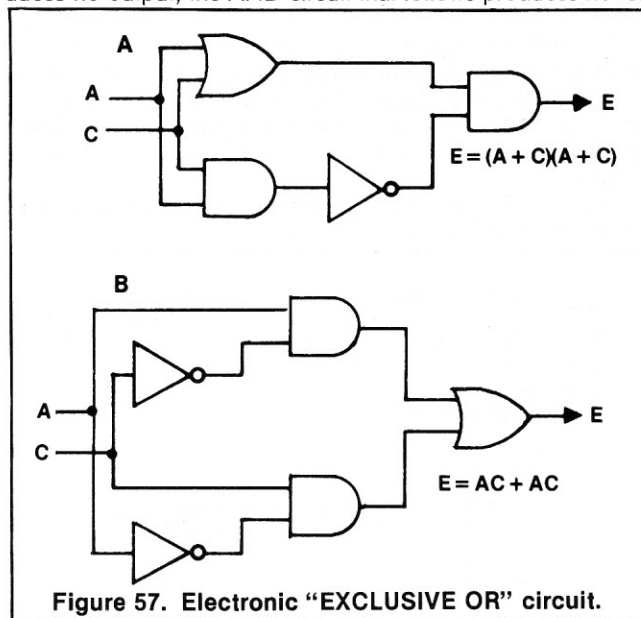 A
A
C
E
E = (A + C)(A + C)
B
A
C
E
E = AC + AC
Figure 57. Electronic “EXCLUSIVE OR” circuit.